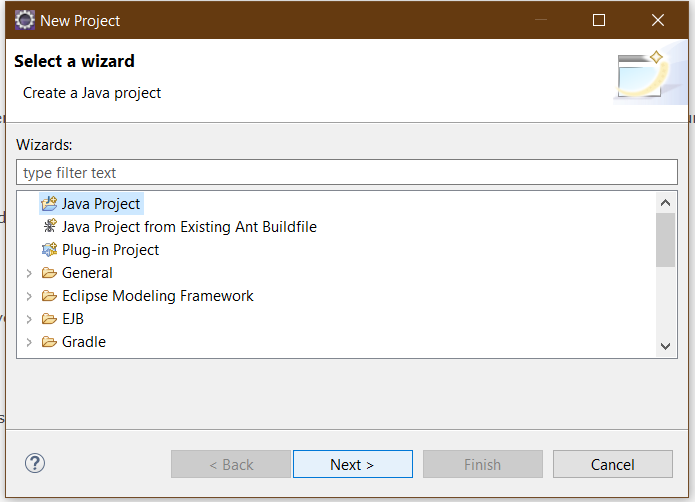 New Project
Select a wizard
Create a Java project
Wizards:
type filter text
Java Project
Java Project from Existing Ant Buildfile
Plug-in Project
General
Eclipse Modeling Framework
EJB
Gradle
? < Back Next > Finish Cancel